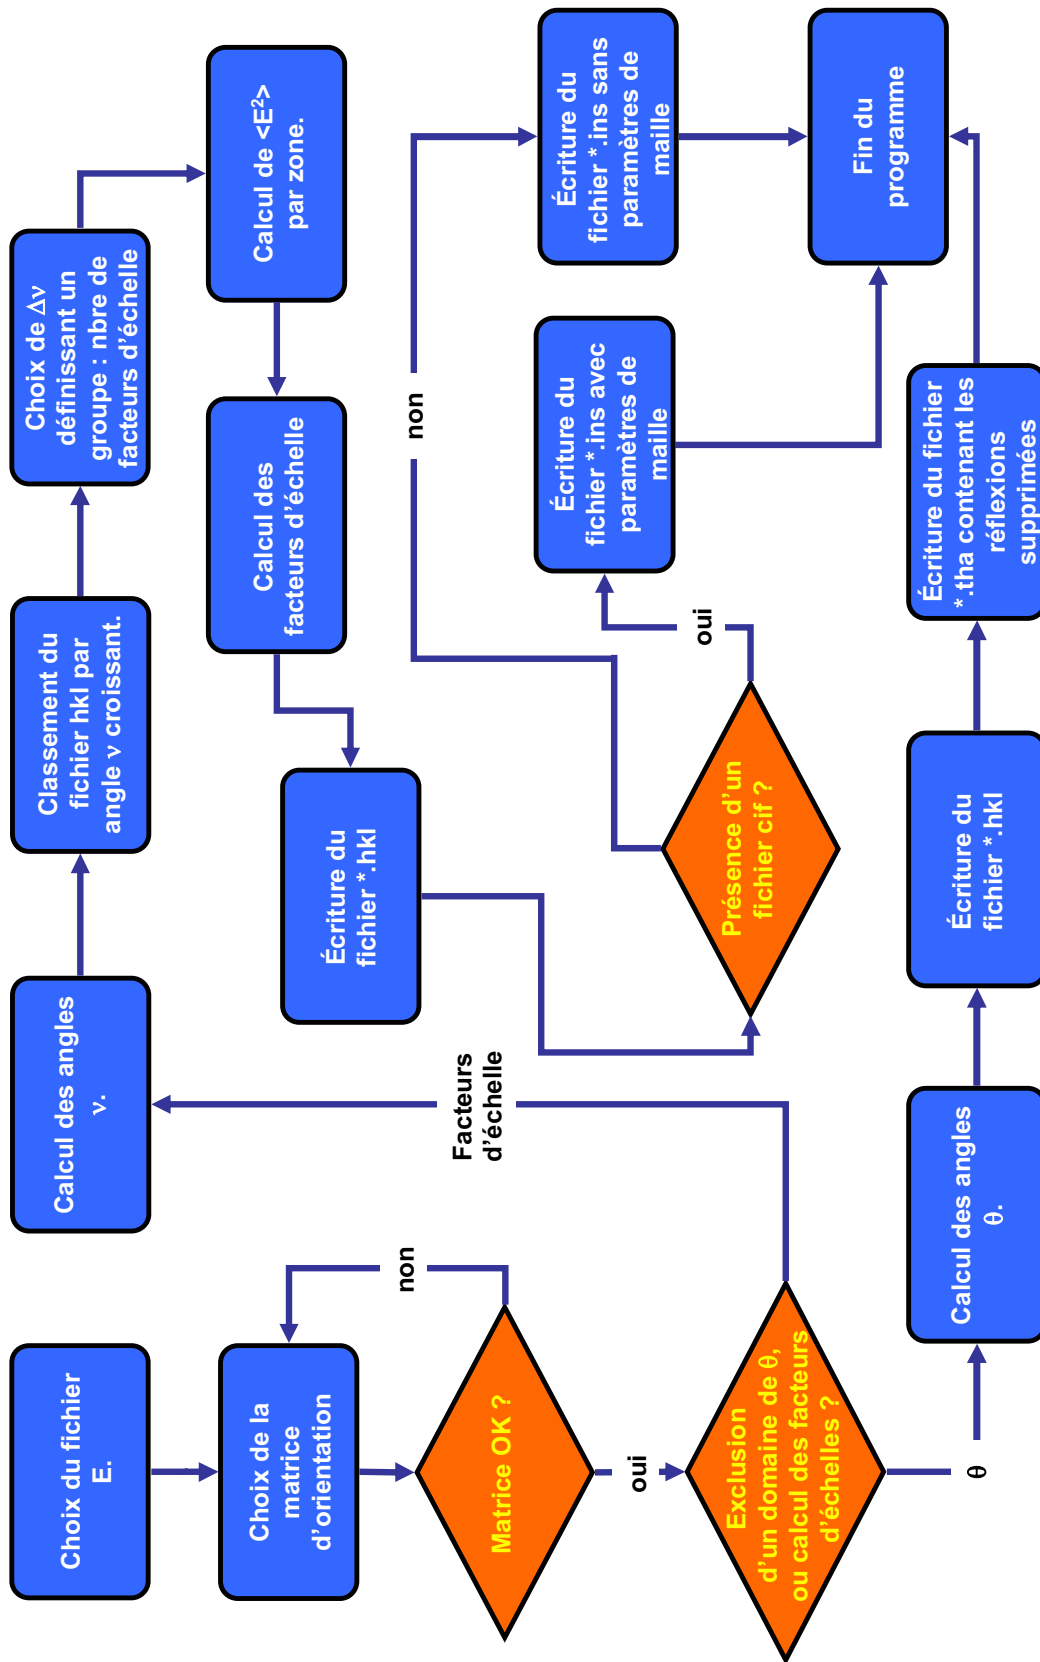 Choix du fichier
E.
Choix de la
matrice
d'orientation
Matrice OK ?
non
oui
Exclusion
d'un domaine de θ,
ou calcul des facteurs
d'échelles ?
θ
Facteurs
d'échelle
Calcul des angles
ν.
Classement du
fichier hkl par
angle ν croissant.
Choix de Δν
définissant un
groupe : nbre de
facteurs d'échelle
Calcul de <E²>
par zone.
Calcul des
facteurs d'échelle
Écriture du
fichier *.hkl
Présence d'un
fichier cif ?
non
oui
Écriture du
fichier *.ins avec
paramètres de
maille
Écriture du
fichier *.ins sans
paramètres de
maille
Calcul des angles
θ.
Écriture du
fichier *.hkl
Écriture du fichier
*.tha contenant les
réflexions
supprimées
Fin du
programme